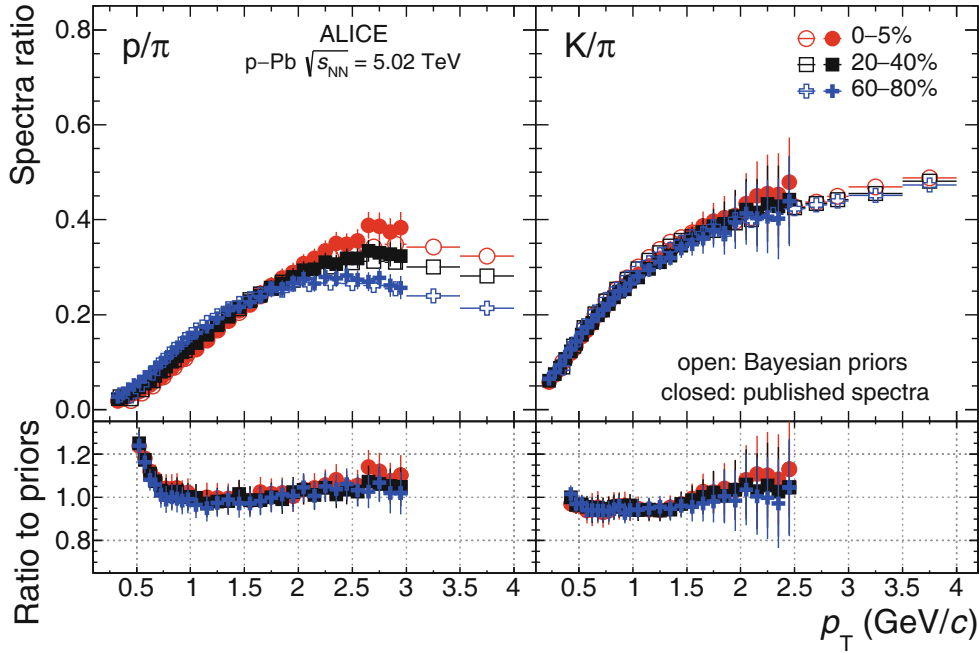 Spectra ratio
0.8
0.6
0.4
0.2
0.0
p/π
ALICE
p–Pb √sNN = 5.02 TeV
K/π
0–5%
20–40%
60–80%
open: Bayesian priors
closed: published spectra
Ratio to priors
1.2
1.0
0.8
0.5 1 1.5 2 2.5 3 3.5 4
0.5 1 1.5 2 2.5 3 3.5 4
pT (GeV/c)